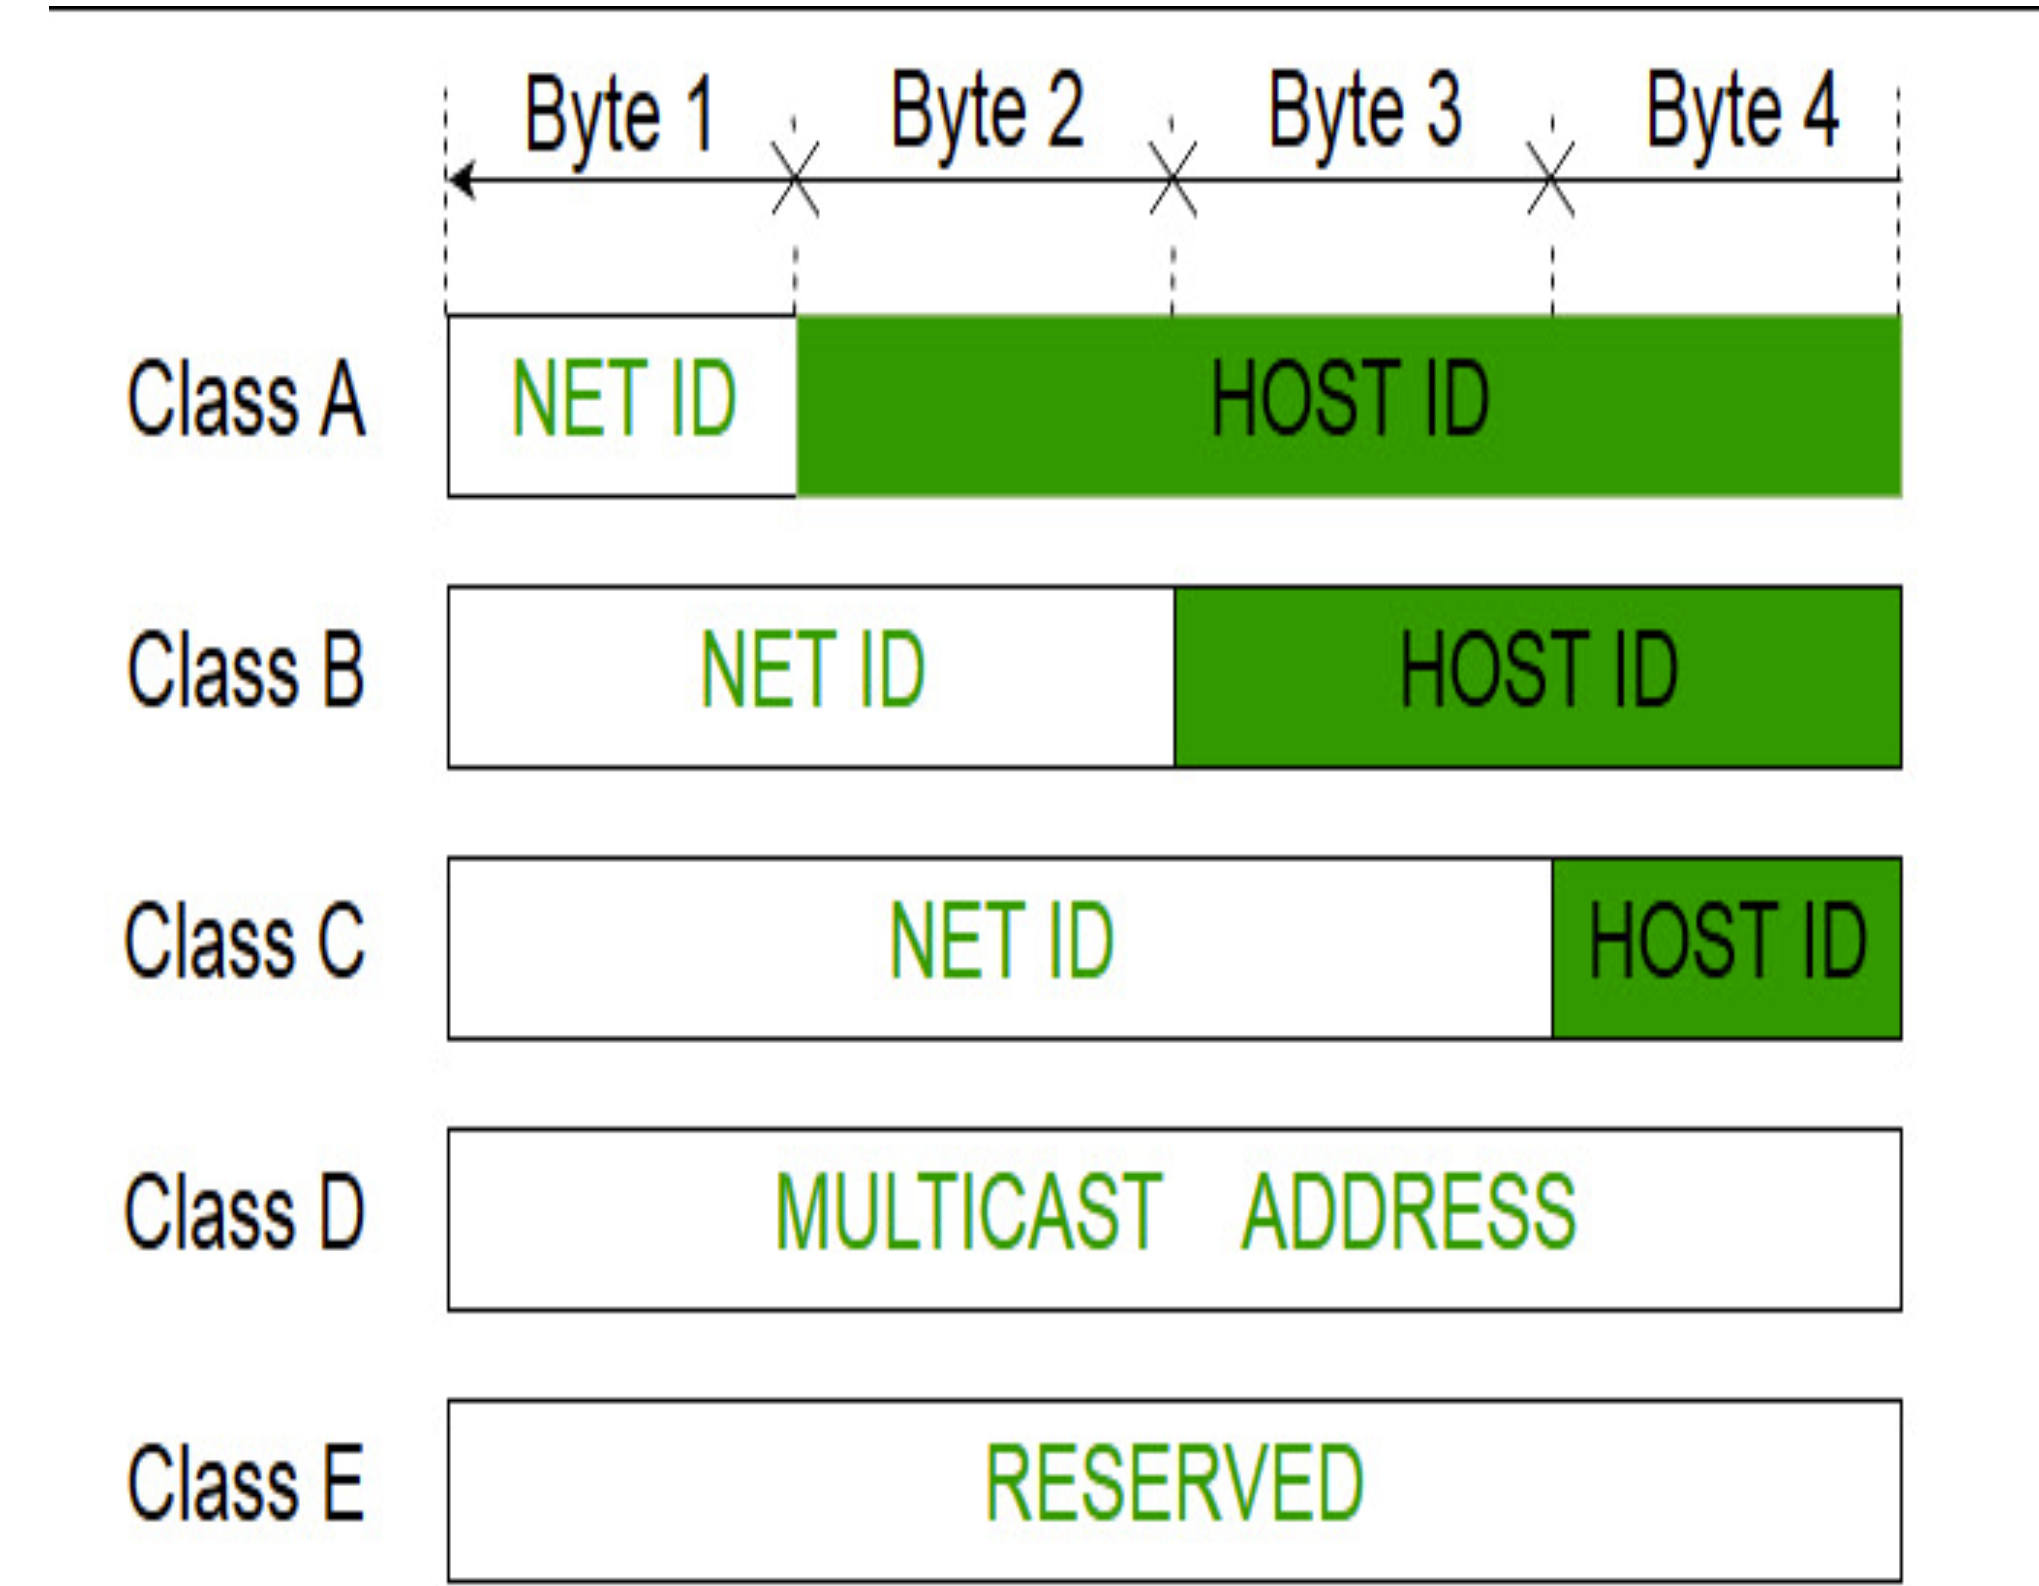 Byte 1 Byte 2 Byte 3 Byte 4
Class A NET ID HOST ID
Class B NET ID HOST ID
Class C NET ID HOST ID
Class D MULTICAST ADDRESS
Class E RESERVED